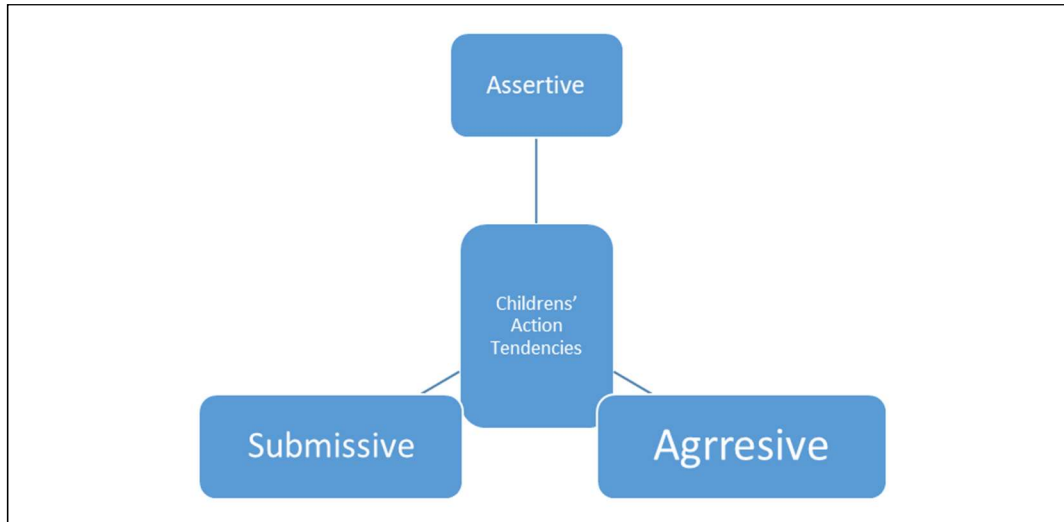 Assertive
Childrens’
Action
Tendencies
Submissive
Agrresive